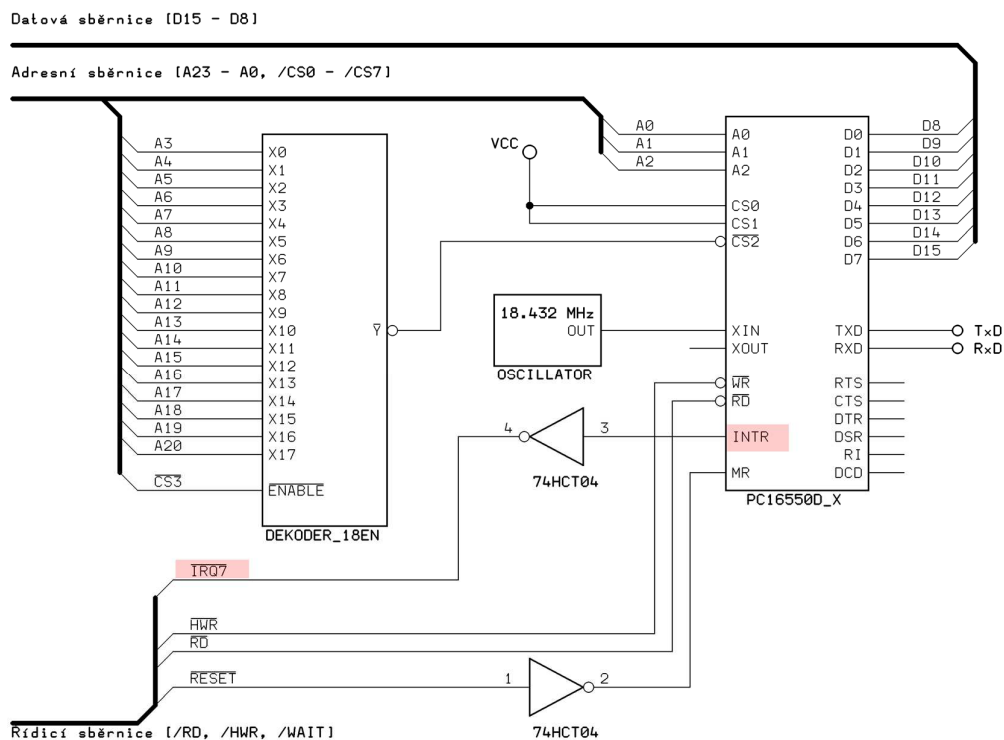 Datová sběrnice [D15 - D8]
Adresní sběrnice [A23 - A0, /CS0 - /CS7]
A3 X0
A4 X1
A5 X2
A6 X3
A7 X4
A8 X5
A9 X6
A10 X7
A11 X8
A12 X9
A13 X10
A14 X11
A15 X12
A16 X13
A17 X14
A18 X15
A19 X16
A20 X17
CS3 ENABLE
Y
DEKODER_18EN
VCC
18.432 MHz
OUT
OSCILLATOR
A0 A0 D0 D8
A1 A1 D1 D9
A2 A2 D2 D10
D3 D11
CS0 D4 D12
CS1 D5 D13
CS2 D6 D14
D7 D15
XIN TXD TxD
XOUT RXD RxD
WR RTS
RD CTS
DTR
4 3 INTR DSR
RI
MR DCD
74HCT04
PC16550D_X
IRQ7
HWR
RD
RESET 1 2
74HCT04
Řídicí sběrnice [/RD, /HWR, /WAIT]